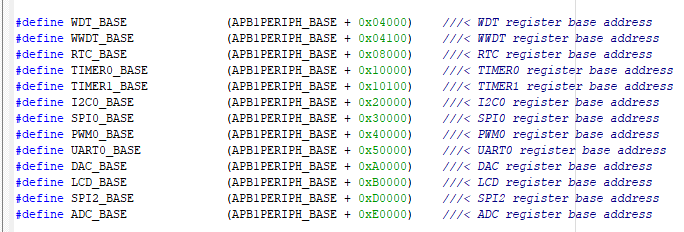 #define WDT_BASE (APB1PERIPH_BASE + 0x04000) ///< WDT register base address
#define WWDT_BASE (APB1PERIPH_BASE + 0x04100) ///< WWDT register base address
#define RTC_BASE (APB1PERIPH_BASE + 0x08000) ///< RTC register base address
#define TIMER0_BASE (APB1PERIPH_BASE + 0x10000) ///< TIMER0 register base address
#define TIMER1_BASE (APB1PERIPH_BASE + 0x10100) ///< TIMER1 register base address
#define I2C0_BASE (APB1PERIPH_BASE + 0x20000) ///< I2C0 register base address
#define SPI0_BASE (APB1PERIPH_BASE + 0x30000) ///< SPI0 register base address
#define PWM0_BASE (APB1PERIPH_BASE + 0x40000) ///< PWM0 register base address
#define UART0_BASE (APB1PERIPH_BASE + 0x50000) ///< UART0 register base address
#define DAC_BASE (APB1PERIPH_BASE + 0xA0000) ///< DAC register base address
#define LCD_BASE (APB1PERIPH_BASE + 0xB0000) ///< LCD register base address
#define SPI2_BASE (APB1PERIPH_BASE + 0xD0000) ///< SPI2 register base address
#define ADC_BASE (APB1PERIPH_BASE + 0xE0000) ///< ADC register base address